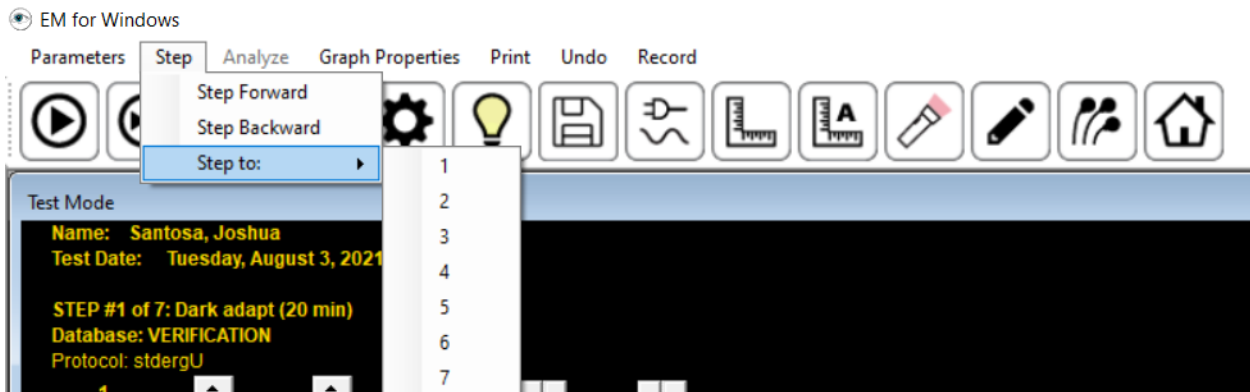 EM for Windows
Parameters Step Analyze Graph Properties Print Undo Record
Step Forward
Step Backward
Step to:
1
2
3
4
5
6
7
A
Test Mode
Name: Santosa, Joshua
Test Date: Tuesday, August 3, 2021
STEP #1 of 7: Dark adapt (20 min)
Database: VERIFICATION
Protocol: stdergU
1